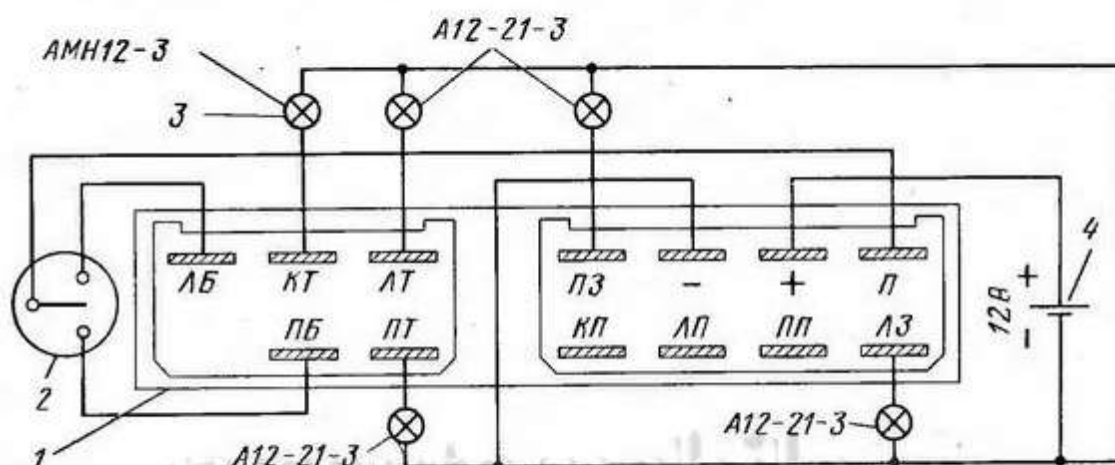 АМН12-3
А12-21-3
3
4
ЛБ КТ ЛТ ПЗ - + П
ПБ ПТ КП ЛП ПП ЛЗ
+ 12В -
2
1
А12-21-3
А12-21-3